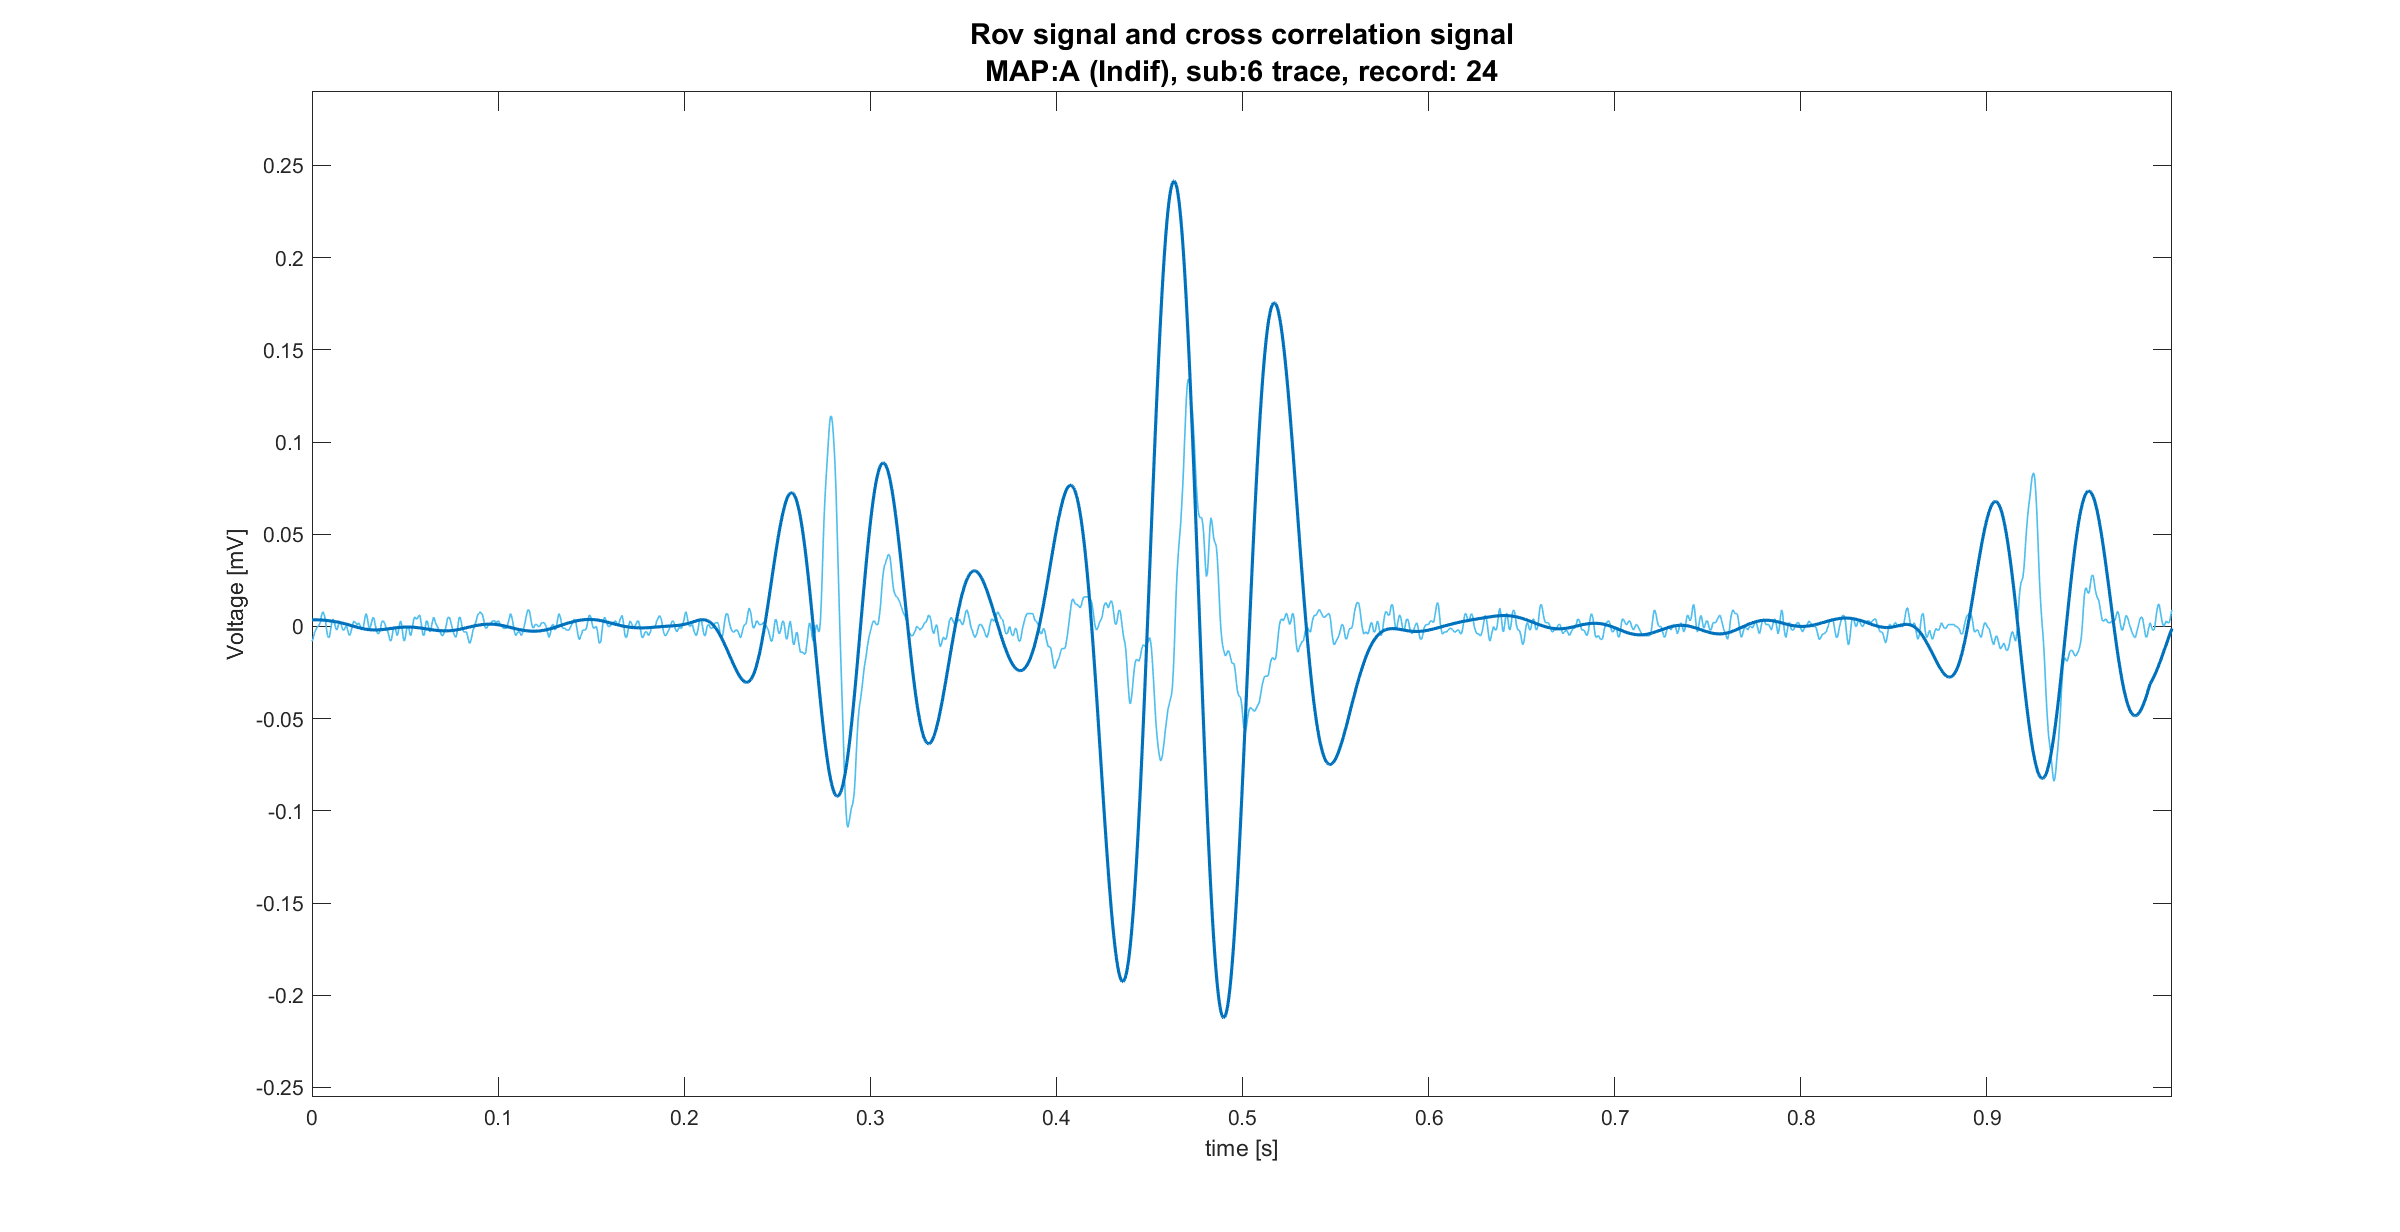 Rov signal and cross correlation signal
MAP:A (Indif), sub:6 trace, record: 24
Voltage [mV]
0.25
0.2
0.15
0.1
0.05
0
-0.05
-0.1
-0.15
-0.2
-0.25
0 0.1 0.2 0.3 0.4 0.5 0.6 0.7 0.8 0.9
time [s]